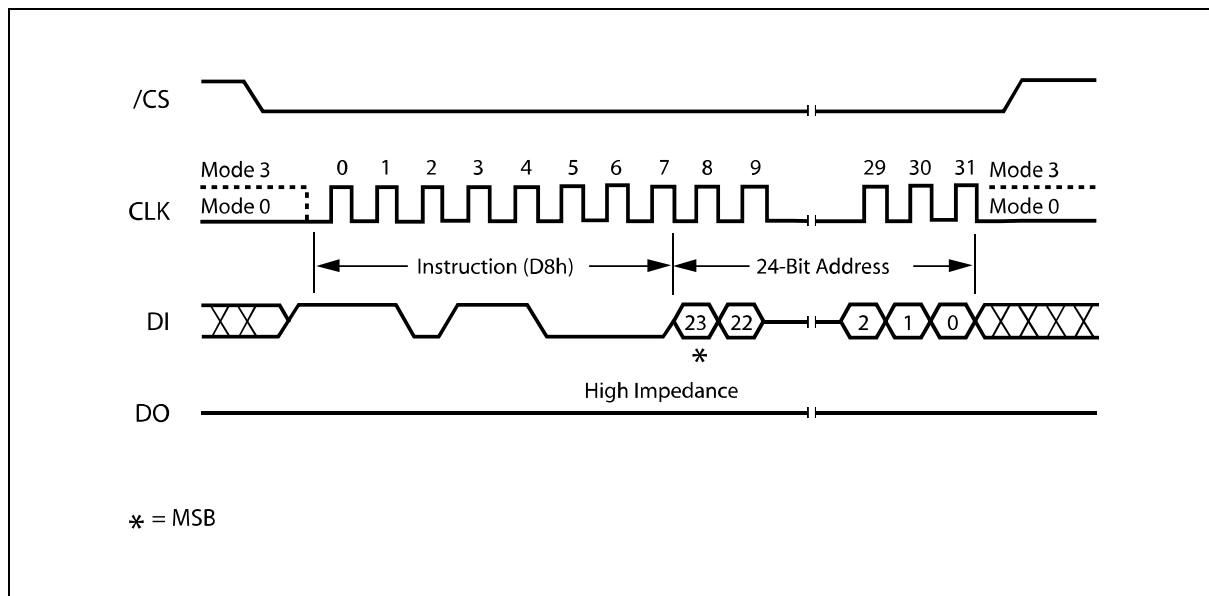 /CS
Mode 3 0 1 2 3 4 5 6 7 8 9 29 30 31 Mode 3
CLK Mode 0 Mode 0
Instruction (D8h) 24-Bit Address
DI 23 22 2 1 0
*
High Impedance
DO
* = MSB